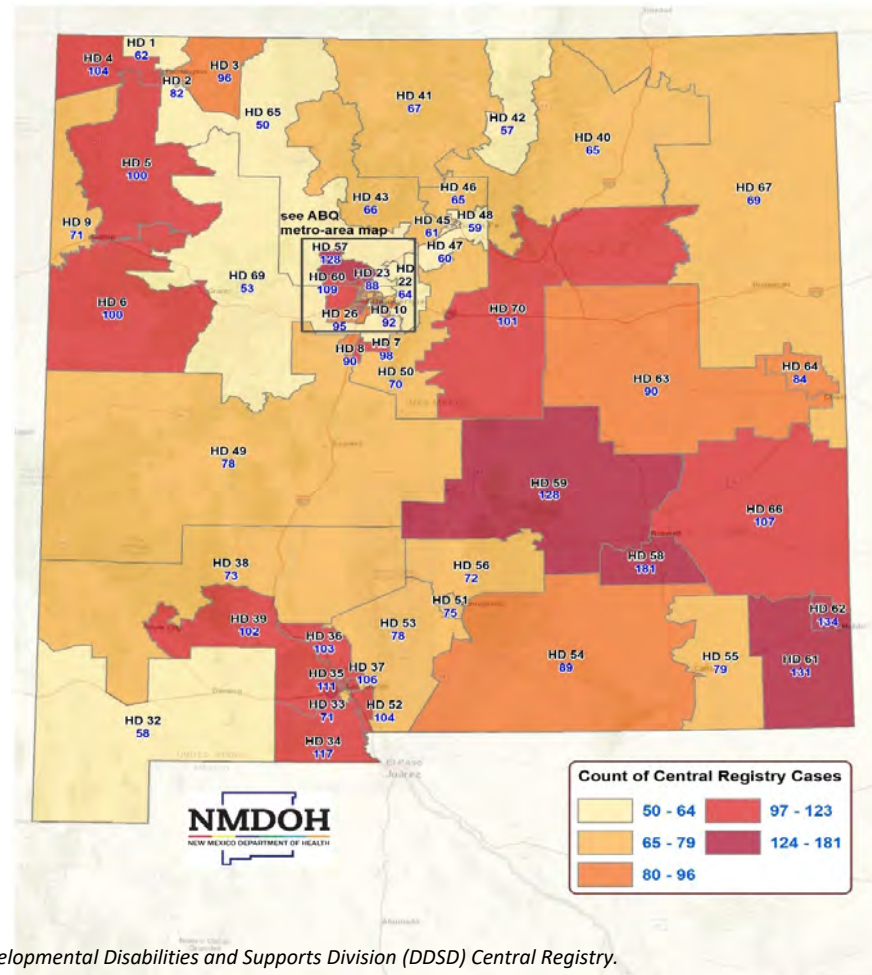 HD 1
62
HD 4
104
HD 3
96
HD 2
82
HD 65
50
HD 41
67
HD 42
57
HD 40
65
HD 67
69
HD 5
100
HD 46
65
HD 43
66
HD 45
61
HD 48
59
HD 9
71
see ABQ
metro-area map
HD 47
60
HD 57
128
HD 69
53
HD 60
109
HD 23
88
HD
22
64
HD 6
100
HD 10
92
HD 26
95
HD 70
101
HD 8
90
HD 7
98
HD 50
70
HD 63
90
HD 64
84
HD 49
78
HD 59
128
HD 66
107
HD 58
181
HD 38
73
HD 56
72
HD 51
75
HD 39
102
HD 36
103
HD 53
78
HD 62
134
HD 37
106
HD 54
89
HD 55
79
HD 61
131
HD 35
111
HD 33
71
HD 52
104
HD 32
58
HD 34
117
El Paso
Juárez
NMDOH
NEW MEXICO DEPARTMENT OF HEALTH
Count of Central Registry Cases
50 - 64
97 - 123
65 - 79
124 - 181
80 - 96
elopmental Disabilities and Supports Division (DDSD) Central Registry.